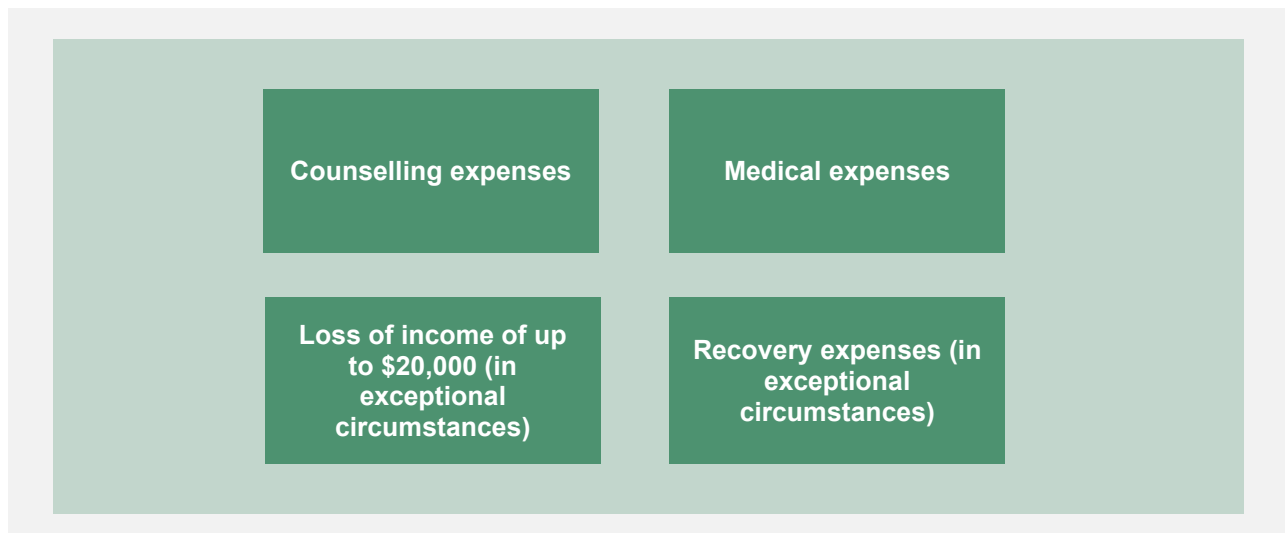 Counselling expenses
Medical expenses
Loss of income of up
to $20,000 (in
exceptional
circumstances)
Recovery expenses (in
exceptional
circumstances)